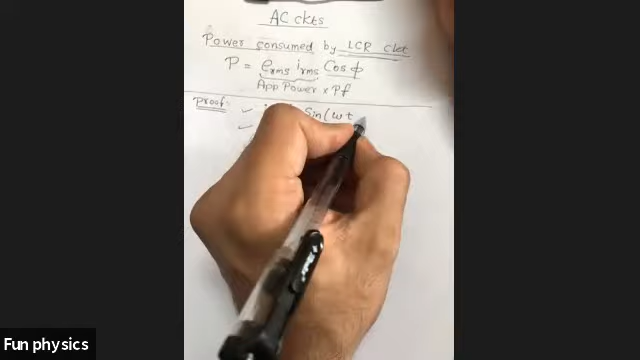 AC ckts
Power consumed by LCR ckt
P = erms irms Cos ϕ
App Power × Pf
Proof:
Sin(ωt
Fun physics